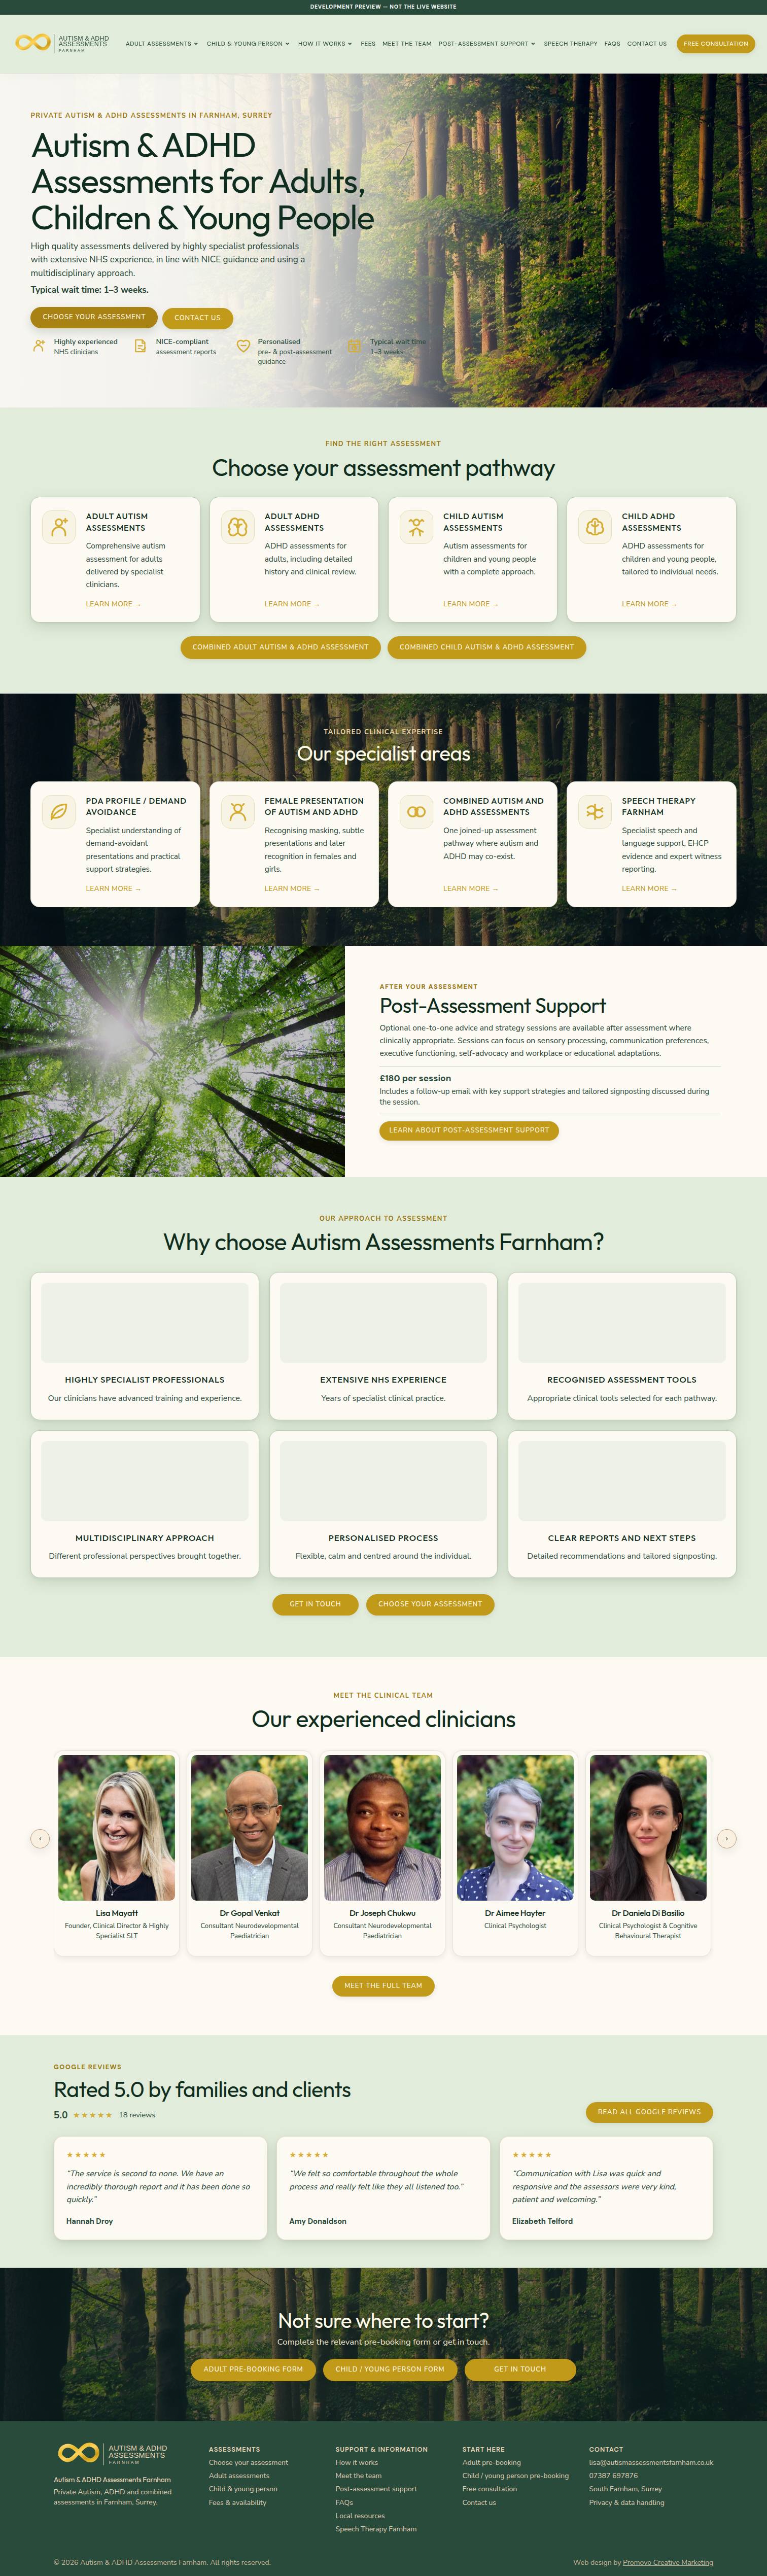 DEVELOPMENT PREVIEW — NOT THE LIVE WEBSITE
AUTISM & ADHD
ASSESSMENTS
FARNHAM
ADULT ASSESSMENTS
CHILD & YOUNG PERSON
HOW IT WORKS
FEES
MEET THE TEAM
POST-ASSESSMENT SUPPORT
SPEECH THERAPY
FAQS
CONTACT US
FREE CONSULTATION
PRIVATE AUTISM & ADHD ASSESSMENTS IN FARNHAM, SURREY
Autism & ADHD
Assessments for Adults,
Children & Young People
High quality assessments delivered by highly specialist professionals
with extensive NHS experience, in line with NICE guidance and using a
multidisciplinary approach.
Typical wait time: 1–3 weeks.
CHOOSE YOUR ASSESSMENT
CONTACT US
Highly experienced
NHS clinicians
NICE-compliant
assessment reports
Personalised
pre- & post-assessment
guidance
Typical wait time
1–3 weeks
FIND THE RIGHT ASSESSMENT
Choose your assessment pathway
ADULT AUTISM
ASSESSMENTS
Comprehensive autism
assessment for adults
delivered by specialist
clinicians.
LEARN MORE →
ADULT ADHD
ASSESSMENTS
ADHD assessments for
adults, including detailed
history and clinical review.
LEARN MORE →
CHILD AUTISM
ASSESSMENTS
Autism assessments for
children and young people
with a complete approach.
LEARN MORE →
CHILD ADHD
ASSESSMENTS
ADHD assessments for
children and young people,
tailored to individual needs.
LEARN MORE →
COMBINED ADULT AUTISM & ADHD ASSESSMENT
COMBINED CHILD AUTISM & ADHD ASSESSMENT
TAILORED CLINICAL EXPERTISE
Our specialist areas
PDA PROFILE / DEMAND
AVOIDANCE
Specialist understanding of
demand-avoidant
presentations and practical
support strategies.
LEARN MORE →
FEMALE PRESENTATION
OF AUTISM AND ADHD
Recognising masking, subtle
presentations and later
recognition in females and
girls.
LEARN MORE →
COMBINED AUTISM AND
ADHD ASSESSMENTS
One joined-up assessment
pathway where autism and
ADHD may co-exist.
LEARN MORE →
SPEECH THERAPY
FARNHAM
Specialist speech and
language support, EHCP
evidence and expert witness
reporting.
LEARN MORE →
AFTER YOUR ASSESSMENT
Post-Assessment Support
Optional one-to-one advice and strategy sessions are available after assessment where
clinically appropriate. Sessions can focus on sensory processing, communication preferences,
executive functioning, self-advocacy and workplace or educational adaptations.
£180 per session
Includes a follow-up email with key support strategies and tailored signposting discussed during
the session.
LEARN ABOUT POST-ASSESSMENT SUPPORT
OUR APPROACH TO ASSESSMENT
Why choose Autism Assessments Farnham?
HIGHLY SPECIALIST PROFESSIONALS
Our clinicians have advanced training and experience.
EXTENSIVE NHS EXPERIENCE
Years of specialist clinical practice.
RECOGNISED ASSESSMENT TOOLS
Appropriate clinical tools selected for each pathway.
MULTIDISCIPLINARY APPROACH
Different professional perspectives brought together.
PERSONALISED PROCESS
Flexible, calm and centred around the individual.
CLEAR REPORTS AND NEXT STEPS
Detailed recommendations and tailored signposting.
GET IN TOUCH
CHOOSE YOUR ASSESSMENT
MEET THE CLINICAL TEAM
Our experienced clinicians
‹
›
Lisa Mayatt
Founder, Clinical Director & Highly
Specialist SLT
Dr Gopal Venkat
Consultant Neurodevelopmental
Paediatrician
Dr Joseph Chukwu
Consultant Neurodevelopmental
Paediatrician
Dr Aimee Hayter
Clinical Psychologist
Dr Daniela Di Basilio
Clinical Psychologist & Cognitive
Behavioural Therapist
MEET THE FULL TEAM
GOOGLE REVIEWS
Rated 5.0 by families and clients
5.0 ★★★★★ 18 reviews
READ ALL GOOGLE REVIEWS
★★★★★
“The service is second to none. We have an
incredibly thorough report and it has been done so
quickly.”
Hannah Droy
★★★★★
“We felt so comfortable throughout the whole
process and really felt like they all listened too.”
Amy Donaldson
★★★★★
“Communication with Lisa was quick and
responsive and the assessors were very kind,
patient and welcoming.”
Elizabeth Telford
Not sure where to start?
Complete the relevant pre-booking form or get in touch.
ADULT PRE-BOOKING FORM
CHILD / YOUNG PERSON FORM
GET IN TOUCH
AUTISM & ADHD
ASSESSMENTS
FARNHAM
Autism & ADHD Assessments Farnham
Private Autism, ADHD and combined
assessments in Farnham, Surrey.
ASSESSMENTS
Choose your assessment
Adult assessments
Child & young person
Fees & availability
SUPPORT & INFORMATION
How it works
Meet the team
Post-assessment support
FAQs
Local resources
Speech Therapy Farnham
START HERE
Adult pre-booking
Child / young person pre-booking
Free consultation
Contact us
CONTACT
lisa@autismassessmentsfarnham.co.uk
07387 697876
South Farnham, Surrey
Privacy & data handling
© 2026 Autism & ADHD Assessments Farnham. All rights reserved.
Web design by Promovo Creative Marketing